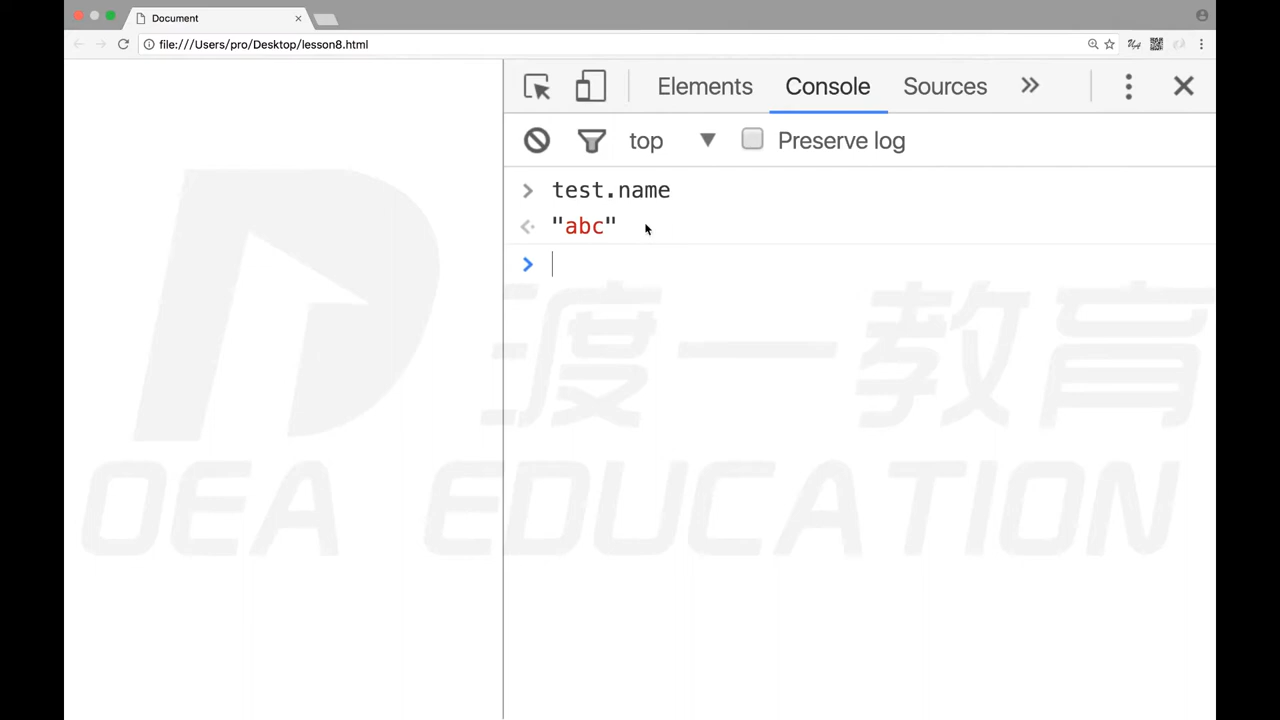 Document
file:///Users/pro/Desktop/lesson8.html
Elements Console Sources
top Preserve log
test.name
"abc"
渡一教育
OEA EDUCATION